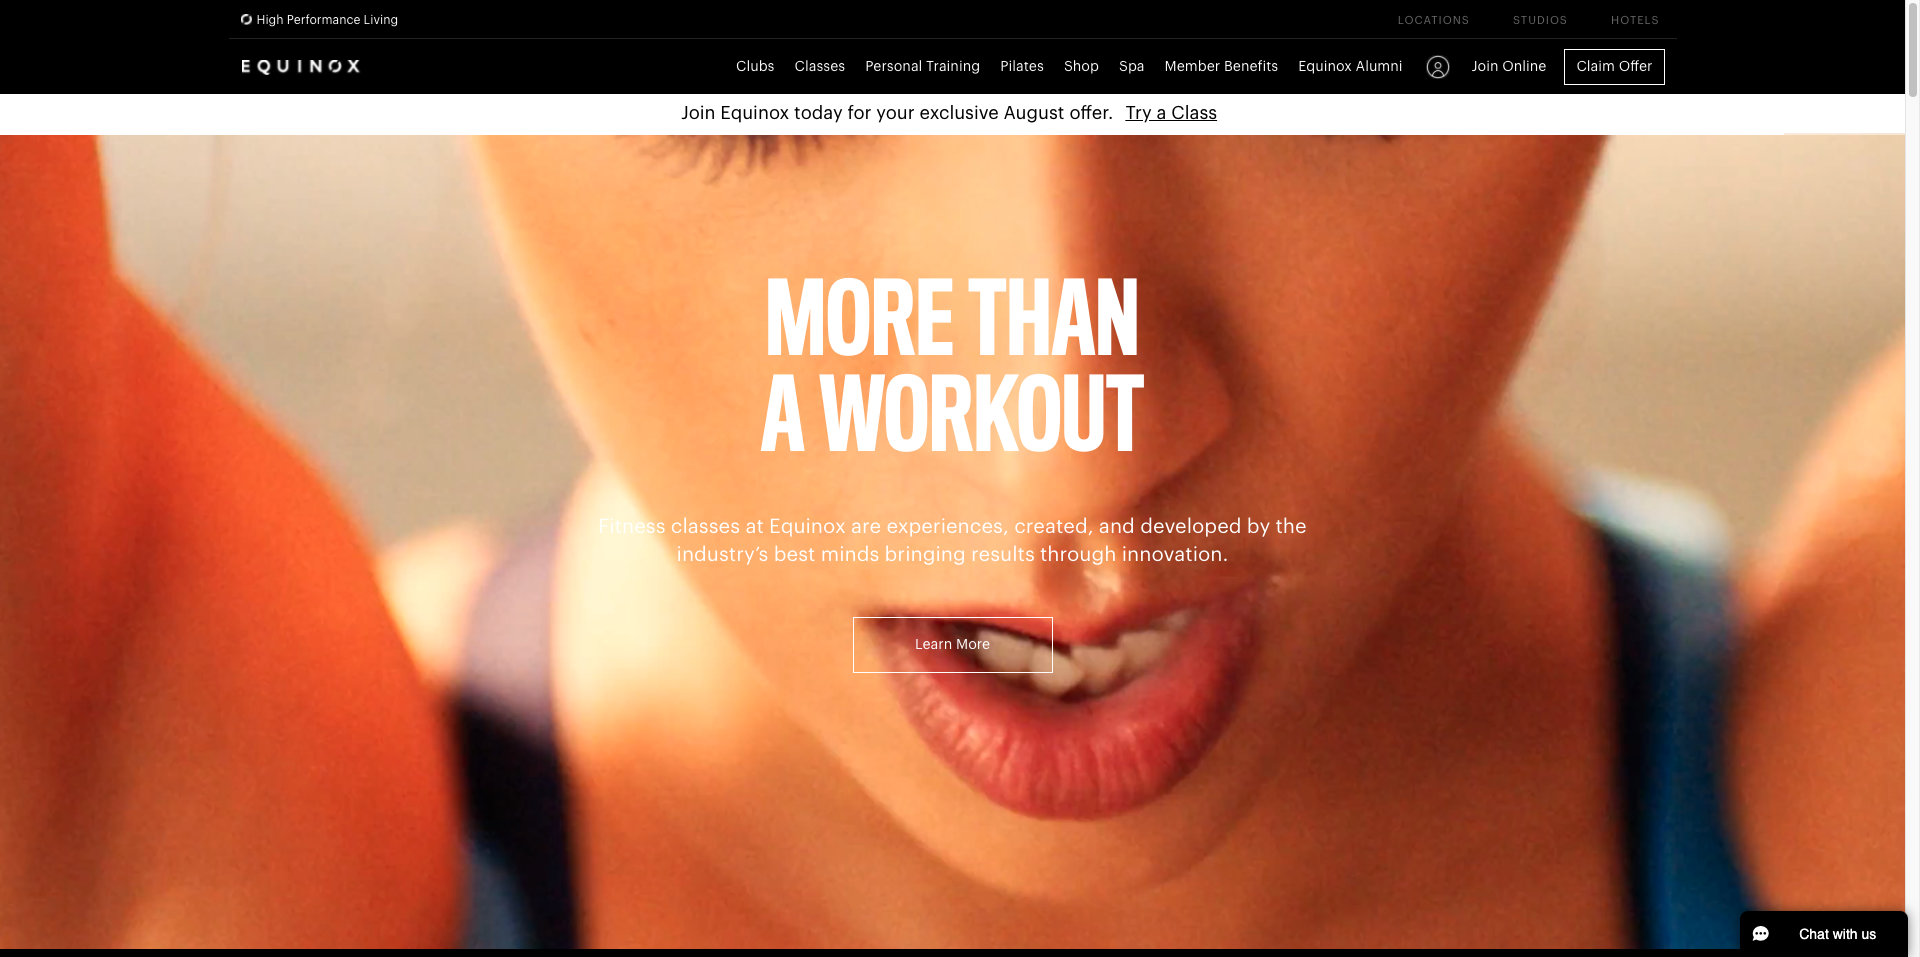 High Performance Living
LOCATIONS STUDIOS HOTELS
EQUINOX
Clubs Classes Personal Training Pilates Shop Spa Member Benefits Equinox Alumni Join Online Claim Offer
Join Equinox today for your exclusive August offer. Try a Class
MORE THAN
A WORKOUT
Fitness classes at Equinox are experiences, created, and developed by the
industry’s best minds bringing results through innovation.
Learn More
Chat with us